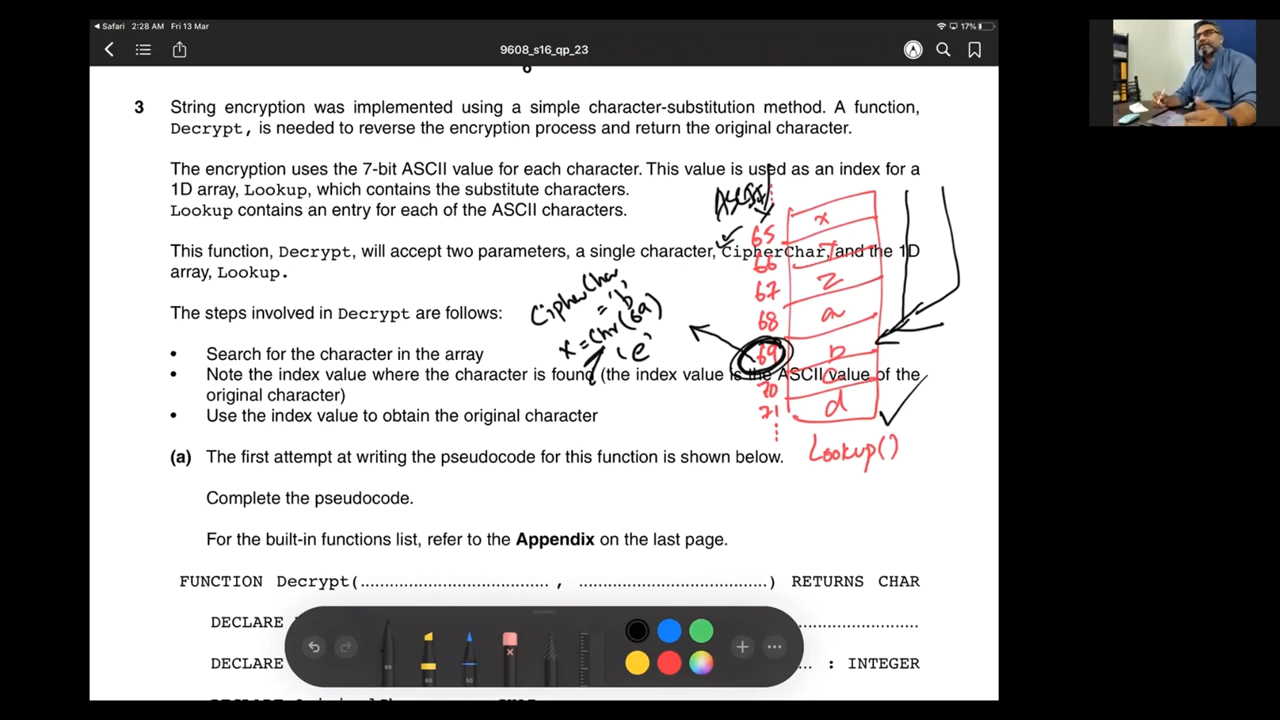 Safari 2:28 AM Fri 13 Mar
17%
9608_s16_qp_23
6
3 String encryption was implemented using a simple character-substitution method. A function,
Decrypt, is needed to reverse the encryption process and return the original character.
The encryption uses the 7-bit ASCII value for each character. This value is used as an index for a
1D array, Lookup, which contains the substitute characters.
Lookup contains an entry for each of the ASCII characters.
This function, Decrypt, will accept two parameters, a single character, CipherChar, and the 1D
array, Lookup.
The steps involved in Decrypt are follows:
• Search for the character in the array
• Note the index value where the character is found (the index value is the ASCII value of the
original character)
• Use the index value to obtain the original character
ASCII
65 x
66 y
67 z
68 a
69 b
70 c
71 d
Lookup()
CipherChar
= 'b'
x = Chr(69)
'e'
(a) The first attempt at writing the pseudocode for this function is shown below.
Complete the pseudocode.
For the built-in functions list, refer to the Appendix on the last page.
FUNCTION Decrypt(...................................... , ......................................) RETURNS CHAR
DECLARE
DECLARE : INTEGER